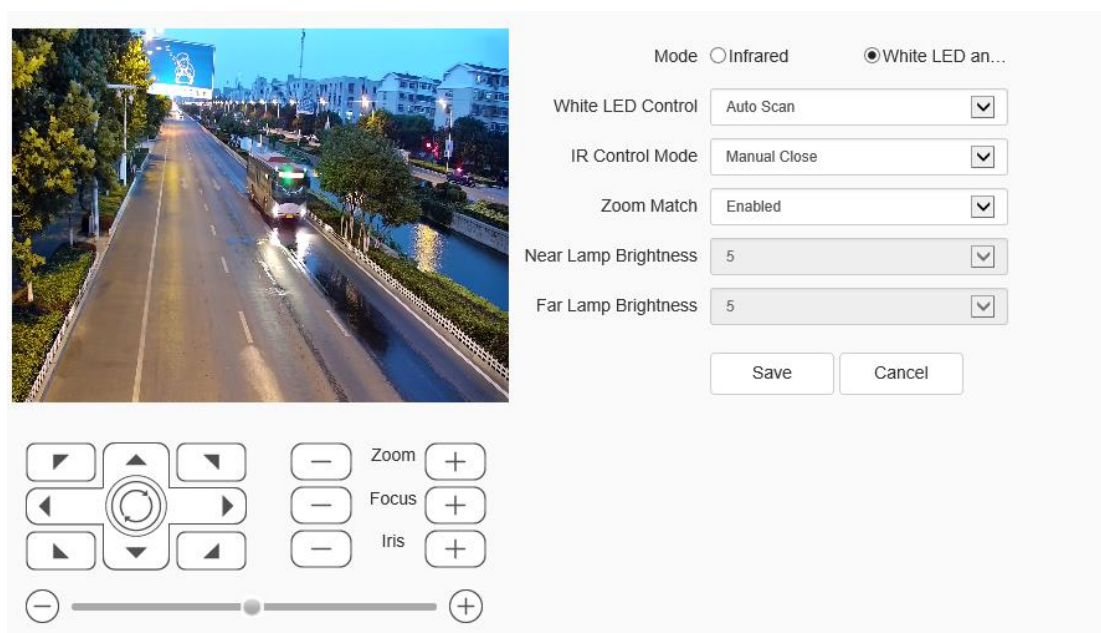 Mode Infrared White LED an...
White LED Control Auto Scan
IR Control Mode Manual Close
Zoom Match Enabled
Near Lamp Brightness 5
Far Lamp Brightness 5
Save Cancel
Zoom
Focus
Iris